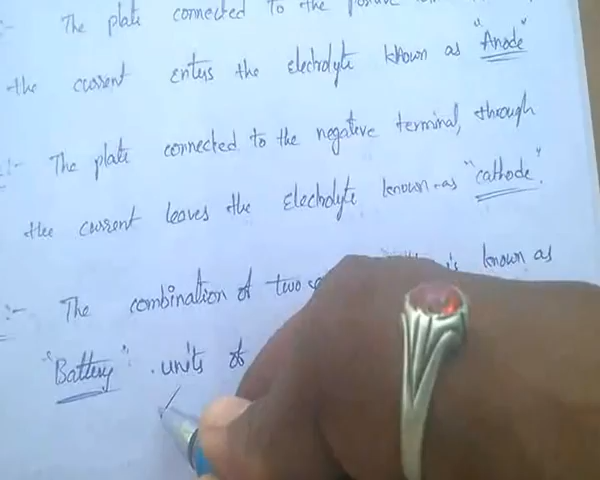 :- The plate connected to the positive
the current enters the electrolyte known as "Anode"
:- The plate connected to the negative terminal, through
the current leaves the Electrolyte known as "cathode".
:- The combination of two is known as
"Battery". units of